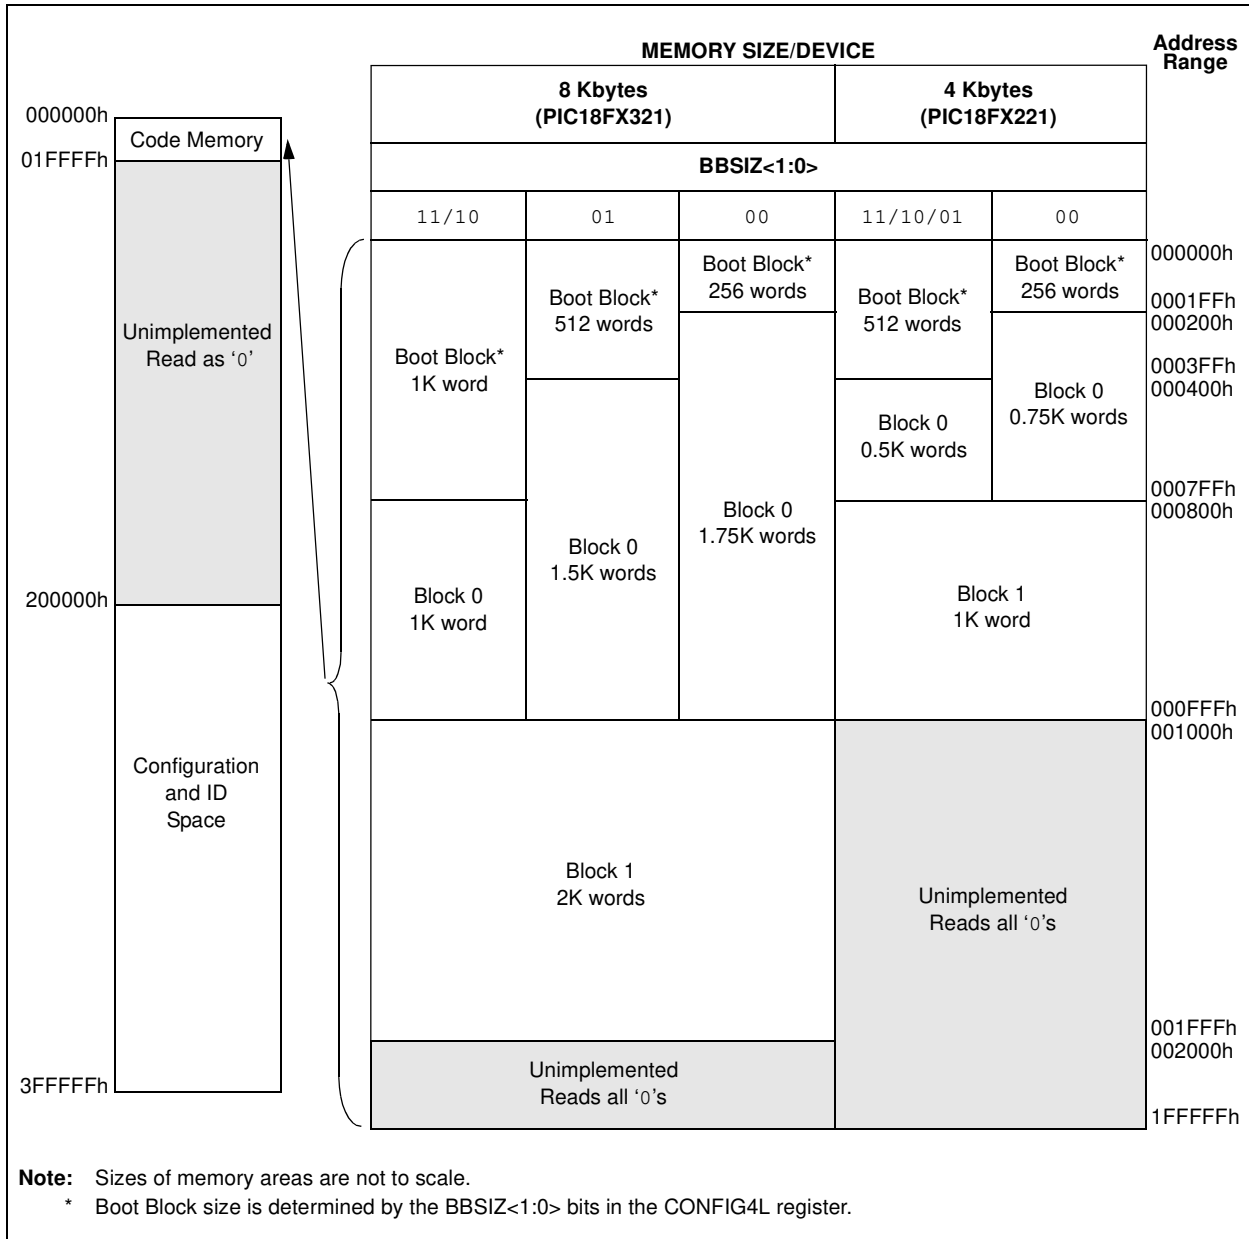 MEMORY SIZE/DEVICE
Address
Range
8 Kbytes
(PIC18FX321)
4 Kbytes
(PIC18FX221)
BBSIZ<1:0>
11/10
01
00
11/10/01
00
000000h
Code Memory
01FFFFh
Unimplemented
Read as ‘0’
200000h
Configuration
and ID
Space
3FFFFFh
Boot Block*
1K word
Block 0
1K word
Boot Block*
512 words
Block 0
1.5K words
Boot Block*
256 words
Block 0
1.75K words
Boot Block*
512 words
Block 0
0.5K words
Boot Block*
256 words
Block 0
0.75K words
Block 1
1K word
Block 1
2K words
Unimplemented
Reads all ‘0’s
Unimplemented
Reads all ‘0’s
000000h
0001FFh
000200h
0003FFh
000400h
0007FFh
000800h
000FFFh
001000h
001FFFh
002000h
1FFFFFh
Note: Sizes of memory areas are not to scale.
* Boot Block size is determined by the BBSIZ<1:0> bits in the CONFIG4L register.